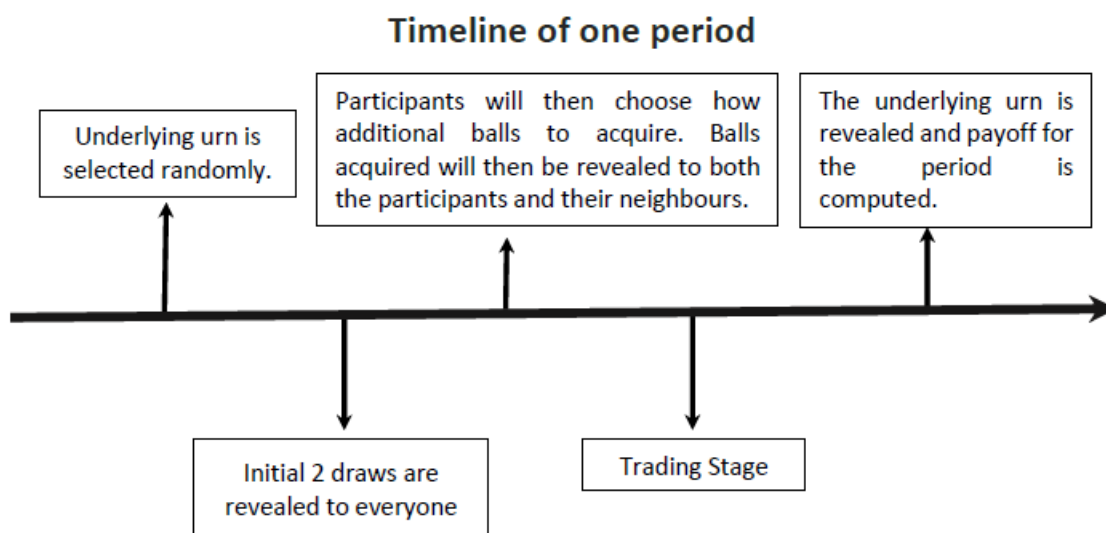 Timeline of one period
Underlying urn is
selected randomly.
Participants will then choose how
additional balls to acquire. Balls
acquired will then be revealed to both
the participants and their neighbours.
The underlying urn is
revealed and payoff for
the period is
computed.
Initial 2 draws are
revealed to everyone
Trading Stage